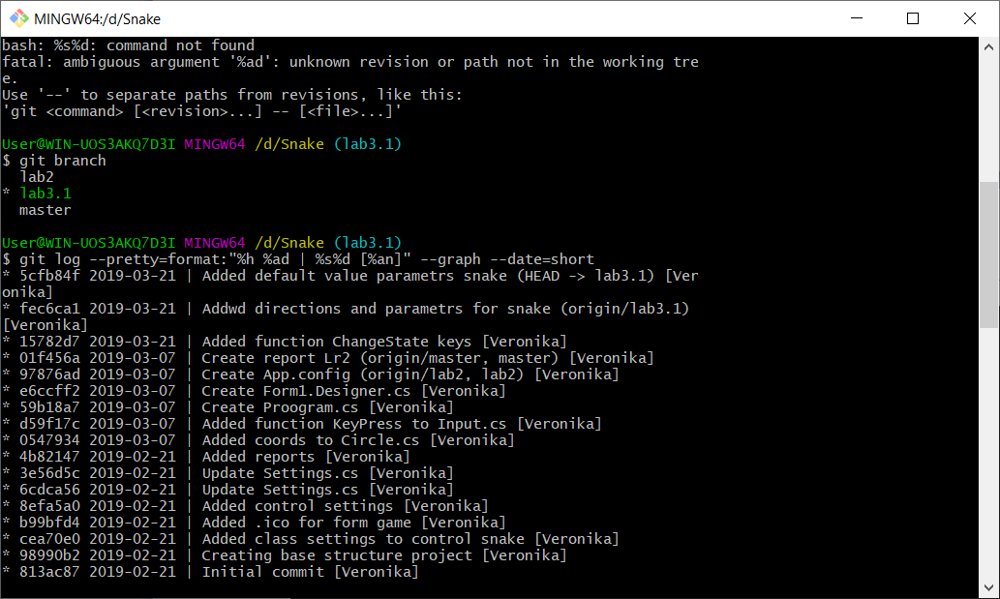 MINGW64:/d/Snake
bash: %s%d: command not found
fatal: ambiguous argument '%ad': unknown revision or path not in the working tre
e.
Use '--' to separate paths from revisions, like this:
'git <command> [<revision>...] -- [<file>...]'
User@WIN-UOS3AKQ7D3I MINGW64 /d/Snake (lab3.1)
$ git branch
  lab2
* lab3.1
  master
User@WIN-UOS3AKQ7D3I MINGW64 /d/Snake (lab3.1)
$ git log --pretty=format:"%h %ad | %s%d [%an]" --graph --date=short
* 5cfb84f 2019-03-21 | Added default value parametrs snake (HEAD -> lab3.1) [Ver
onika]
* fec6ca1 2019-03-21 | Addwd directions and parametrs for snake (origin/lab3.1)
[Veronika]
* 15782d7 2019-03-21 | Added function ChangeState keys [Veronika]
* 01f456a 2019-03-07 | Create report Lr2 (origin/master, master) [Veronika]
* 97876ad 2019-03-07 | Create App.config (origin/lab2, lab2) [Veronika]
* e6ccff2 2019-03-07 | Create Form1.Designer.cs [Veronika]
* 59b18a7 2019-03-07 | Create Proogram.cs [Veronika]
* d59f17c 2019-03-07 | Added function KeyPress to Input.cs [Veronika]
* 0547934 2019-03-07 | Added coords to Circle.cs [Veronika]
* 4b82147 2019-02-21 | Added reports [Veronika]
* 3e56d5c 2019-02-21 | Update Settings.cs [Veronika]
* 6cdca56 2019-02-21 | Update Settings.cs [Veronika]
* 8efa5a0 2019-02-21 | Added control settings [Veronika]
* b99bfd4 2019-02-21 | Added .ico for form game [Veronika]
* cea70e0 2019-02-21 | Added class settings to control snake [Veronika]
* 98990b2 2019-02-21 | Creating base structure project [Veronika]
* 813ac87 2019-02-21 | Initial commit [Veronika]